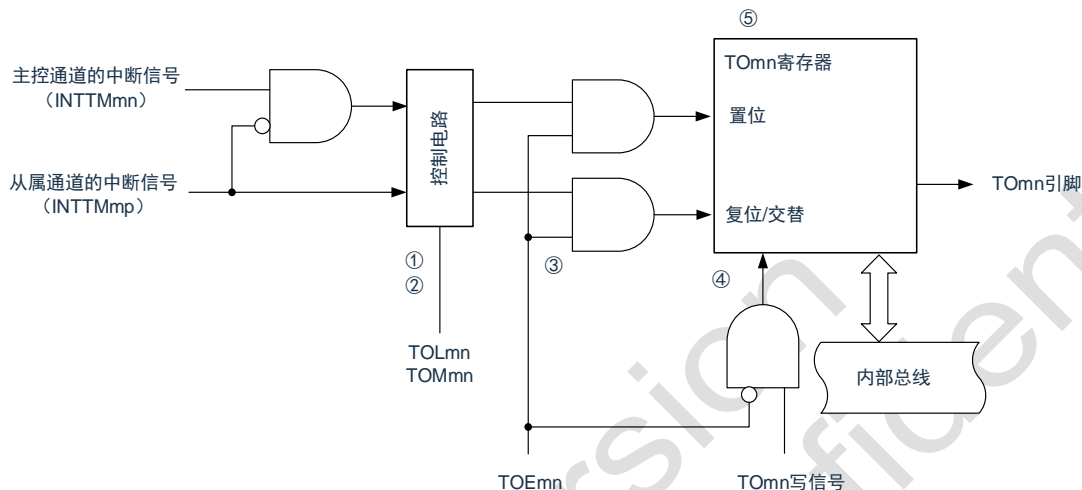 ⑤
主控通道的中断信号
（INTTMmn）
TOmn寄存器
置位
控制电路
从属通道的中断信号
（INTTMmp）
TOmn引脚
复位/交替
①
②
③
④
TOLmn
TOMmn
内部总线
TOEmn
TOmn写信号